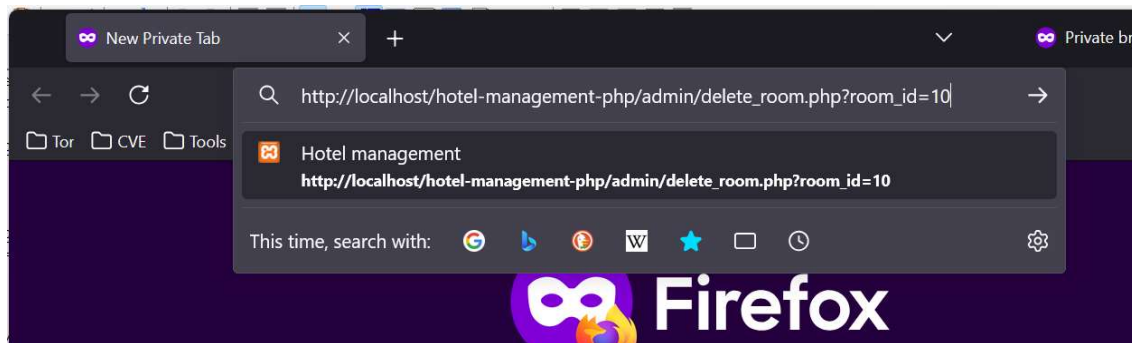 New Private Tab
Private br
http://localhost/hotel-management-php/admin/delete_room.php?room_id=10
Tor CVE Tools
Hotel management
http://localhost/hotel-management-php/admin/delete_room.php?room_id=10
This time, search with: G W
Firefox